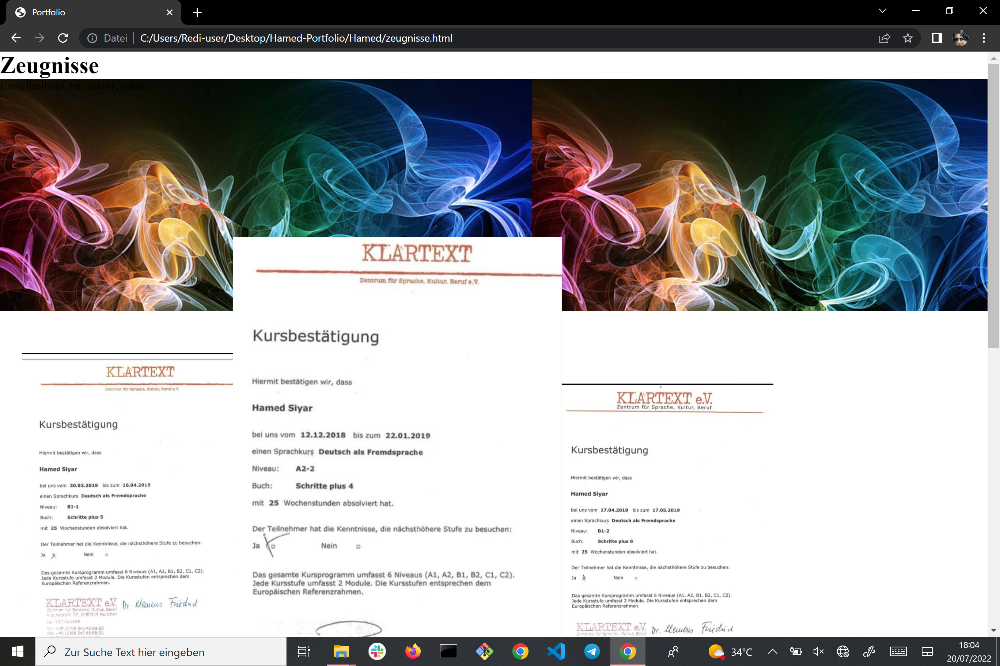 Portfolio
Datei
C:/Users/Redi-user/Desktop/Hamed-Portfolio/Hamed/zeugnisse.html
Zeugnisse
EinschreibenÜber michKontakt
KLARTEXT
Zentrum für Sprache, Kultur, Beruf e.V.
Kursbestätigung
Hiermit bestätigen wir, dass
Hamed Siyar
bei uns vom 20.03.2019 bis zum 16.04.2019
einen Sprachkurs Deutsch als Fremdsprache
Niveau: B1-1
Buch: Schritte plus 5
mit 25 Wochenstunden absolviert hat.
Der Teilnehmer hat die Kenntnisse, die nächsthöhere Stufe zu besuchen:
Ja Nein
Das gesamte Kursprogramm umfasst 6 Niveaus (A1, A2, B1, B2, C1, C2).
Jede Kursstufe umfasst 2 Module. Die Kursstufen entsprechen dem
Europäischen Referenzrahmen.
KLARTEXT e.V.
Zentrum für Sprache, Kultur, Beruf
Augustenstr. 77, D-80333 München
DEUTSCHKURSE
Fon +49 (0)89 540 46 98-20
Fax +49 (0)89 540 46 98-21
Dr. Clemens Friedrich
KLARTEXT
Zentrum für Sprache, Kultur, Beruf e.V.
Kursbestätigung
Hiermit bestätigen wir, dass
Hamed Siyar
bei uns vom 12.12.2018 bis zum 22.01.2019
einen Sprachkurs Deutsch als Fremdsprache
Niveau: A2-2
Buch: Schritte plus 4
mit 25 Wochenstunden absolviert hat.
Der Teilnehmer hat die Kenntnisse, die nächsthöhere Stufe zu besuchen:
Ja Nein
Das gesamte Kursprogramm umfasst 6 Niveaus (A1, A2, B1, B2, C1, C2).
Jede Kursstufe umfasst 2 Module. Die Kursstufen entsprechen dem
Europäischen Referenzrahmen.
e.V.
KLARTEXT e.V.
Zentrum für Sprache, Kultur, Beruf
Kursbestätigung
Hiermit bestätigen wir, dass
Hamed Siyar
bei uns vom 17.04.2019 bis zum 17.05.2019
einen Sprachkurs Deutsch als Fremdsprache
Niveau: B1-2
Buch: Schritte plus 6
mit 25 Wochenstunden absolviert hat.
Der Teilnehmer hat die Kenntnisse, die nächsthöhere Stufe zu besuchen:
Ja Nein
Das gesamte Kursprogramm umfasst 6 Niveaus (A1, A2, B1, B2, C1, C2).
Jede Kursstufe umfasst 2 Module. Die Kursstufen entsprechen dem
Europäischen Referenzrahmen.
KLARTEXT e.V.
Zentrum für Sprache, Kultur, Beruf
Dr. Clemens Friedrich
Zur Suche Text hier eingeben
34°C
18:04
20/07/2022